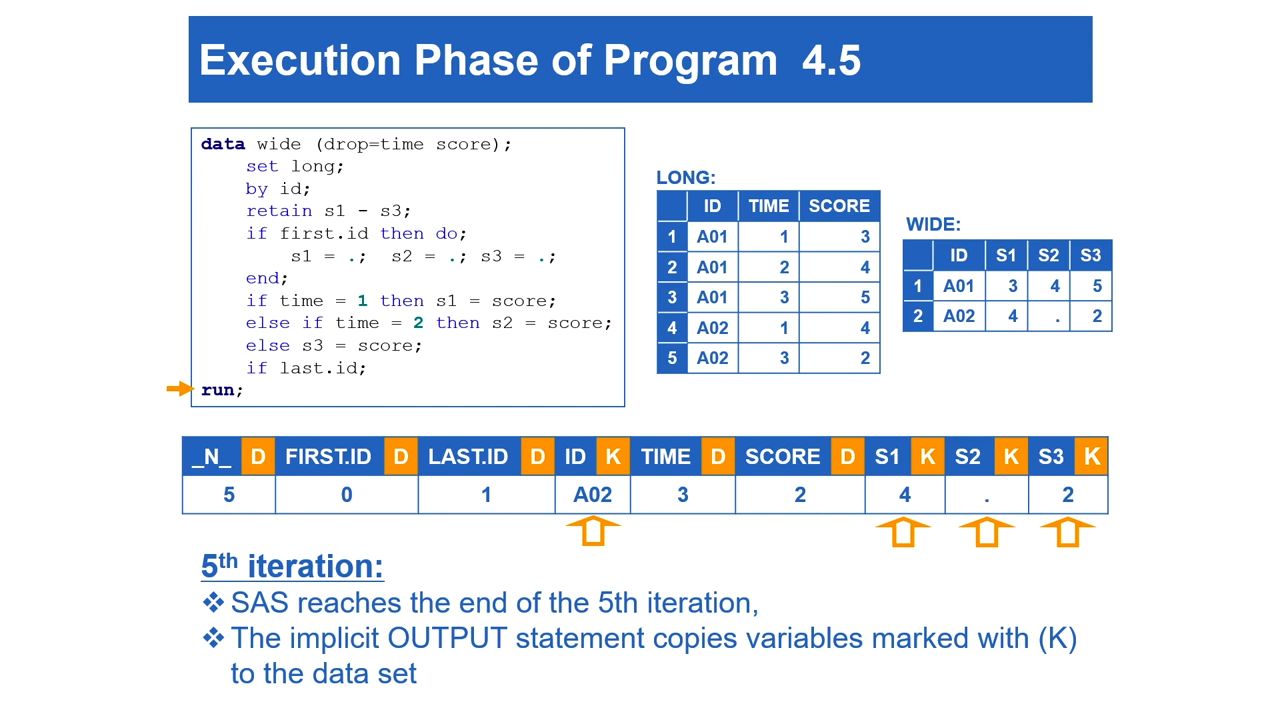 Execution Phase of Program 4.5
data wide (drop=time score);
set long;
by id;
retain s1 - s3;
if first.id then do;
s1 = .; s2 = .; s3 = .;
end;
if time = 1 then s1 = score;
else if time = 2 then s2 = score;
else s3 = score;
if last.id;
run;
LONG:
ID TIME SCORE
1 A01 1 3
2 A01 2 4
3 A01 3 5
4 A02 1 4
5 A02 3 2
WIDE:
ID S1 S2 S3
1 A01 3 4 5
2 A02 4 . 2
_N_ D FIRST.ID D LAST.ID D ID K TIME D SCORE D S1 K S2 K S3 K
5 0 1 A02 3 2 4 . 2
5th iteration:
❖ SAS reaches the end of the 5th iteration,
❖ The implicit OUTPUT statement copies variables marked with (K)
to the data set